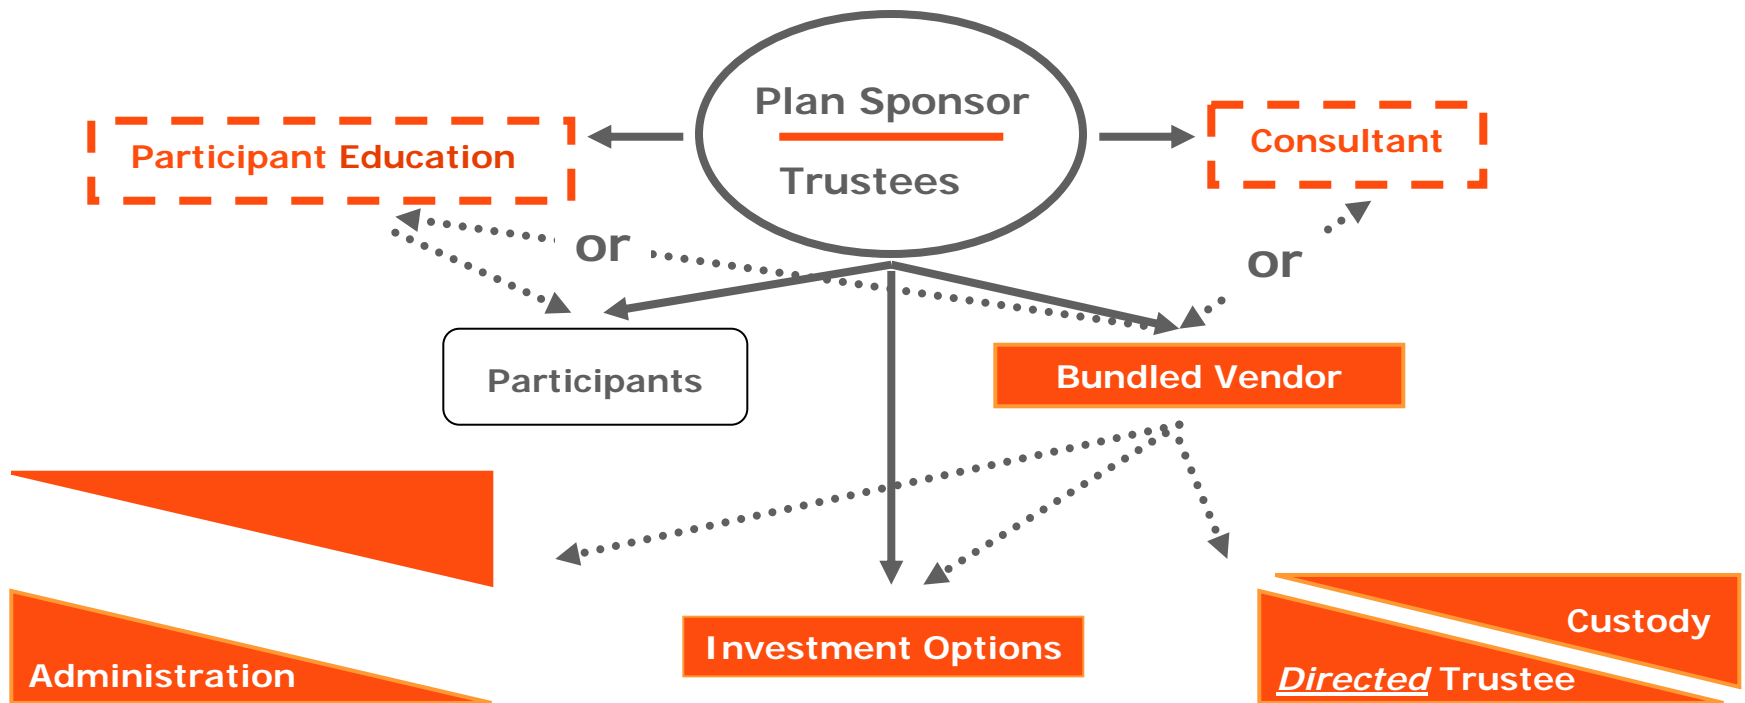 Plan Sponsor
Trustees
Participant Education
Consultant
or
or
Participants
Bundled Vendor
Administration
Investment Options
Custody
Directed Trustee